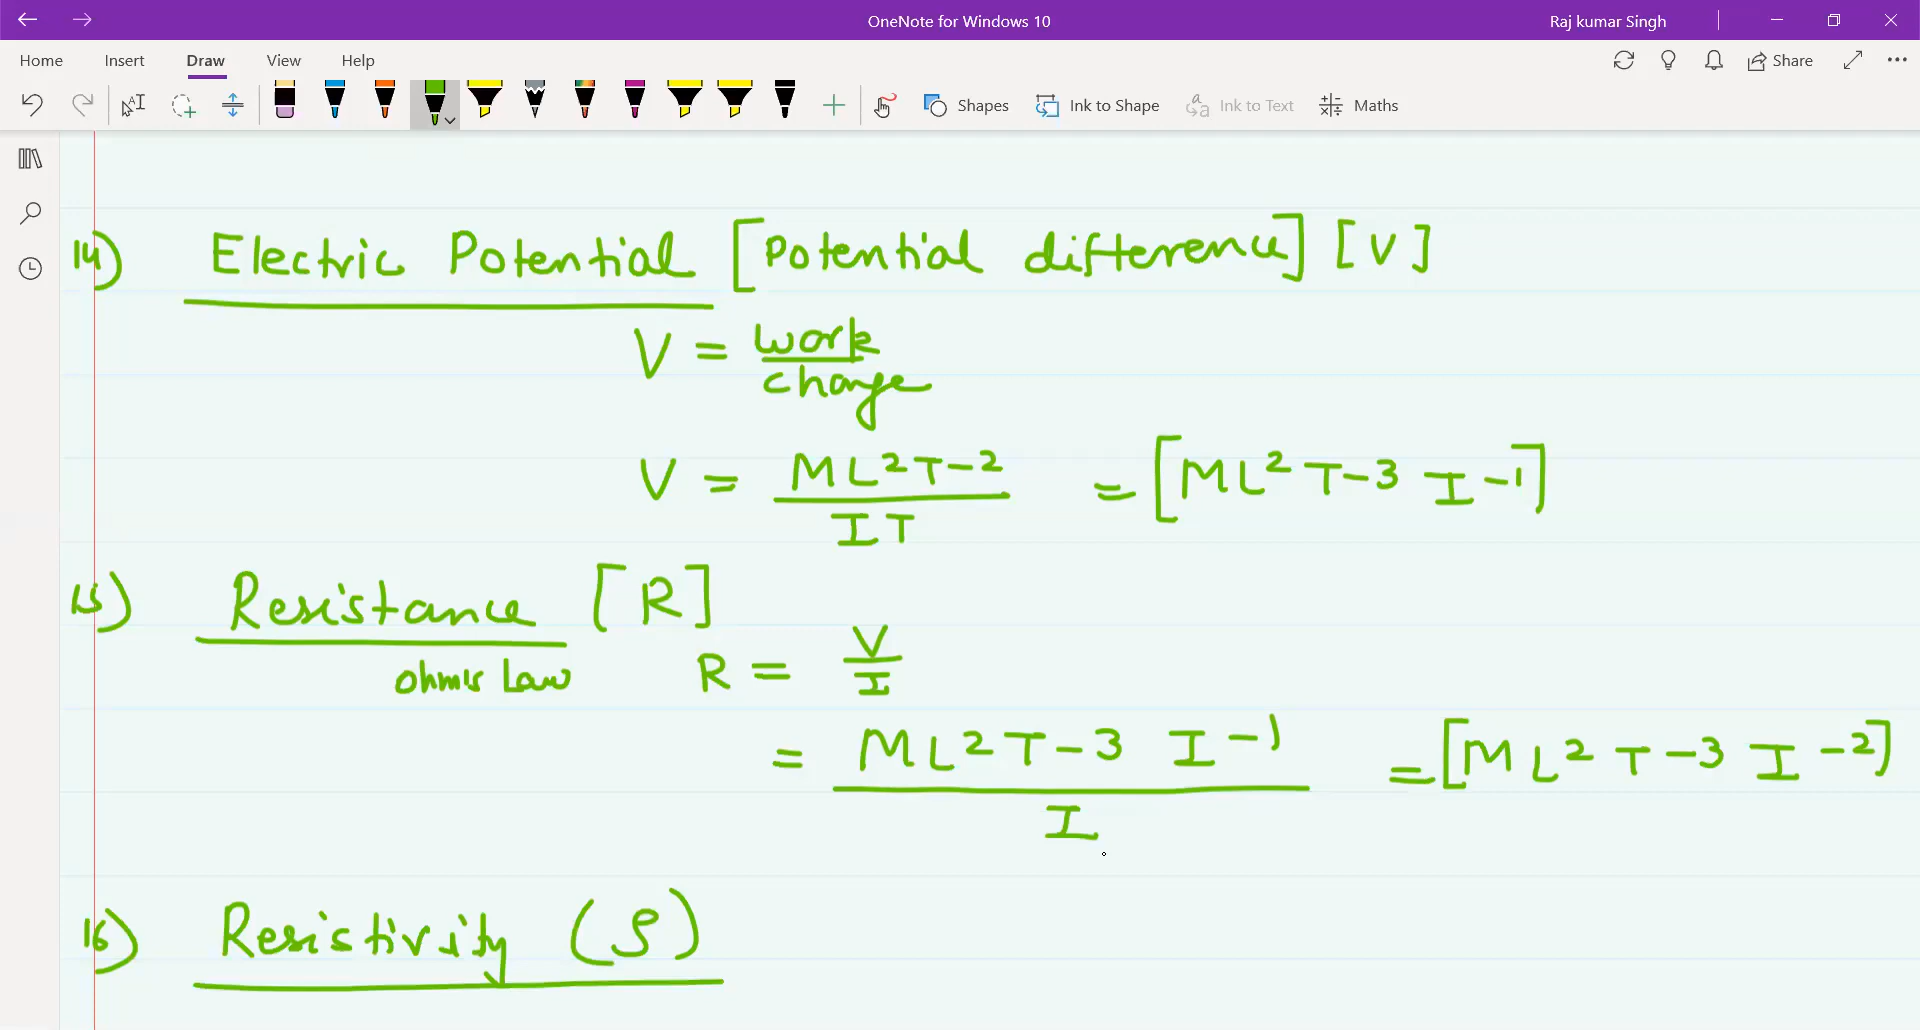 OneNote for Windows 10
Raj kumar Singh
Home Insert Draw View Help
Share
Shapes Ink to Shape Ink to Text Maths
14) Electric Potential [Potential difference] [V]
V = work / charge
V = ML²T-2 / IT = [ML²T-3 I-1]
15) Resistance [R]
ohm's Law R = V / I
= ML²T-3 I-1 / I = [ML²T-3 I-2]
16) Resistivity (ρ)